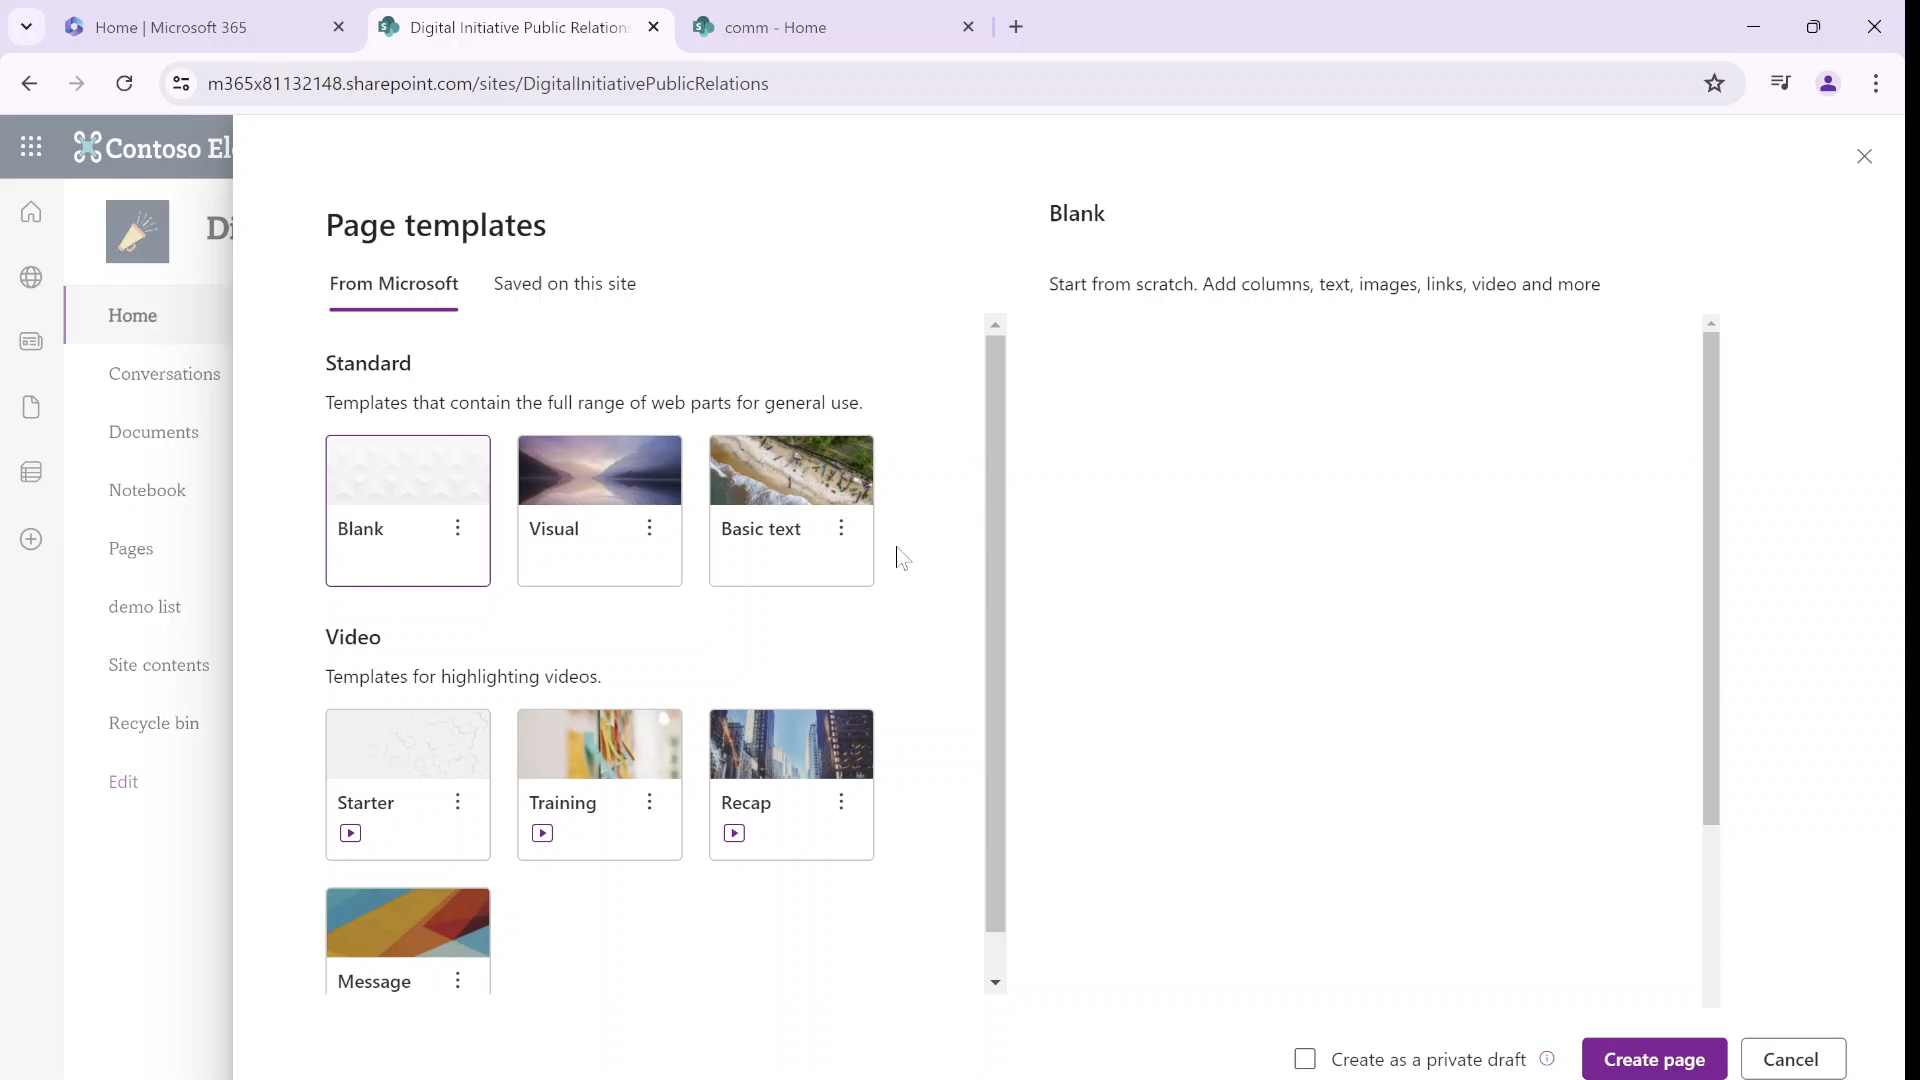 Home | Microsoft 365
Digital Initiative Public Relation
comm - Home
m365x81132148.sharepoint.com/sites/DigitalInitiativePublicRelations
Contoso El
Di
Home
Conversations
Documents
Notebook
Pages
demo list
Site contents
Recycle bin
Edit
Page templates
From Microsoft
Saved on this site
Standard
Templates that contain the full range of web parts for general use.
Blank
Visual
Basic text
Video
Templates for highlighting videos.
Starter
Training
Recap
Message
Blank
Start from scratch. Add columns, text, images, links, video and more
Create as a private draft
Create page
Cancel